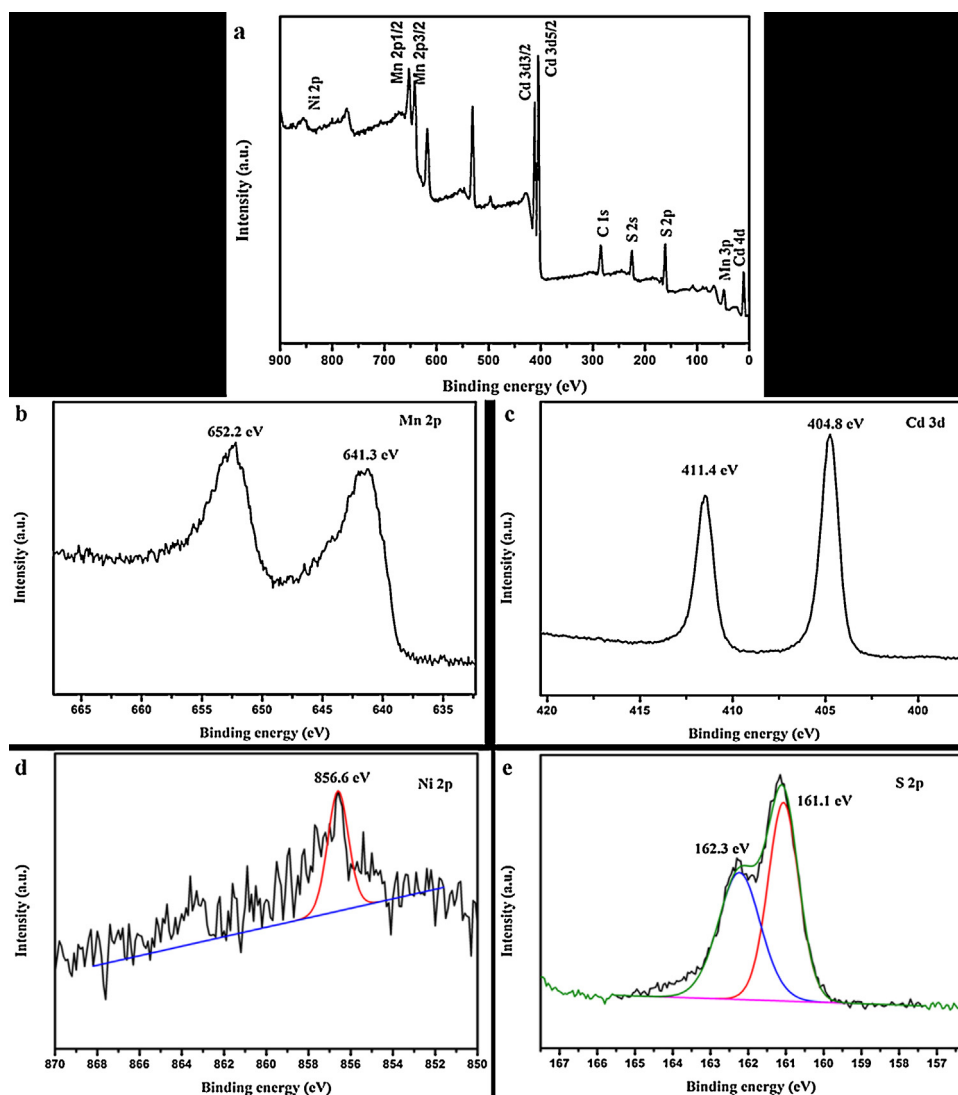 a
Ni 2p
Mn 2p1/2
Mn 2p3/2
Cd 3d3/2
Cd 3d5/2
C 1s
S 2s
S 2p
Mn 3p
Cd 4d
Intensity (a.u.)
900 800 700 600 500 400 300 200 100 0
Binding energy (eV)
b
Mn 2p
652.2 eV
641.3 eV
Intensity (a.u.)
665 660 655 650 645 640 635
Binding energy (eV)
c
Cd 3d
404.8 eV
411.4 eV
Intensity (a.u.)
420 415 410 405 400
Binding energy (eV)
d
856.6 eV
Ni 2p
Intensity (a.u.)
870 868 866 864 862 860 858 856 854 852 850
Binding energy (eV)
e
S 2p
161.1 eV
162.3 eV
Intensity (a.u.)
167 166 165 164 163 162 161 160 159 158 157
Binding energy (eV)